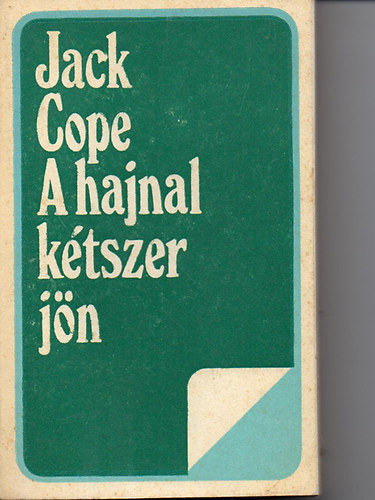 Jack
Cope
A hajnal
kétszer
jön